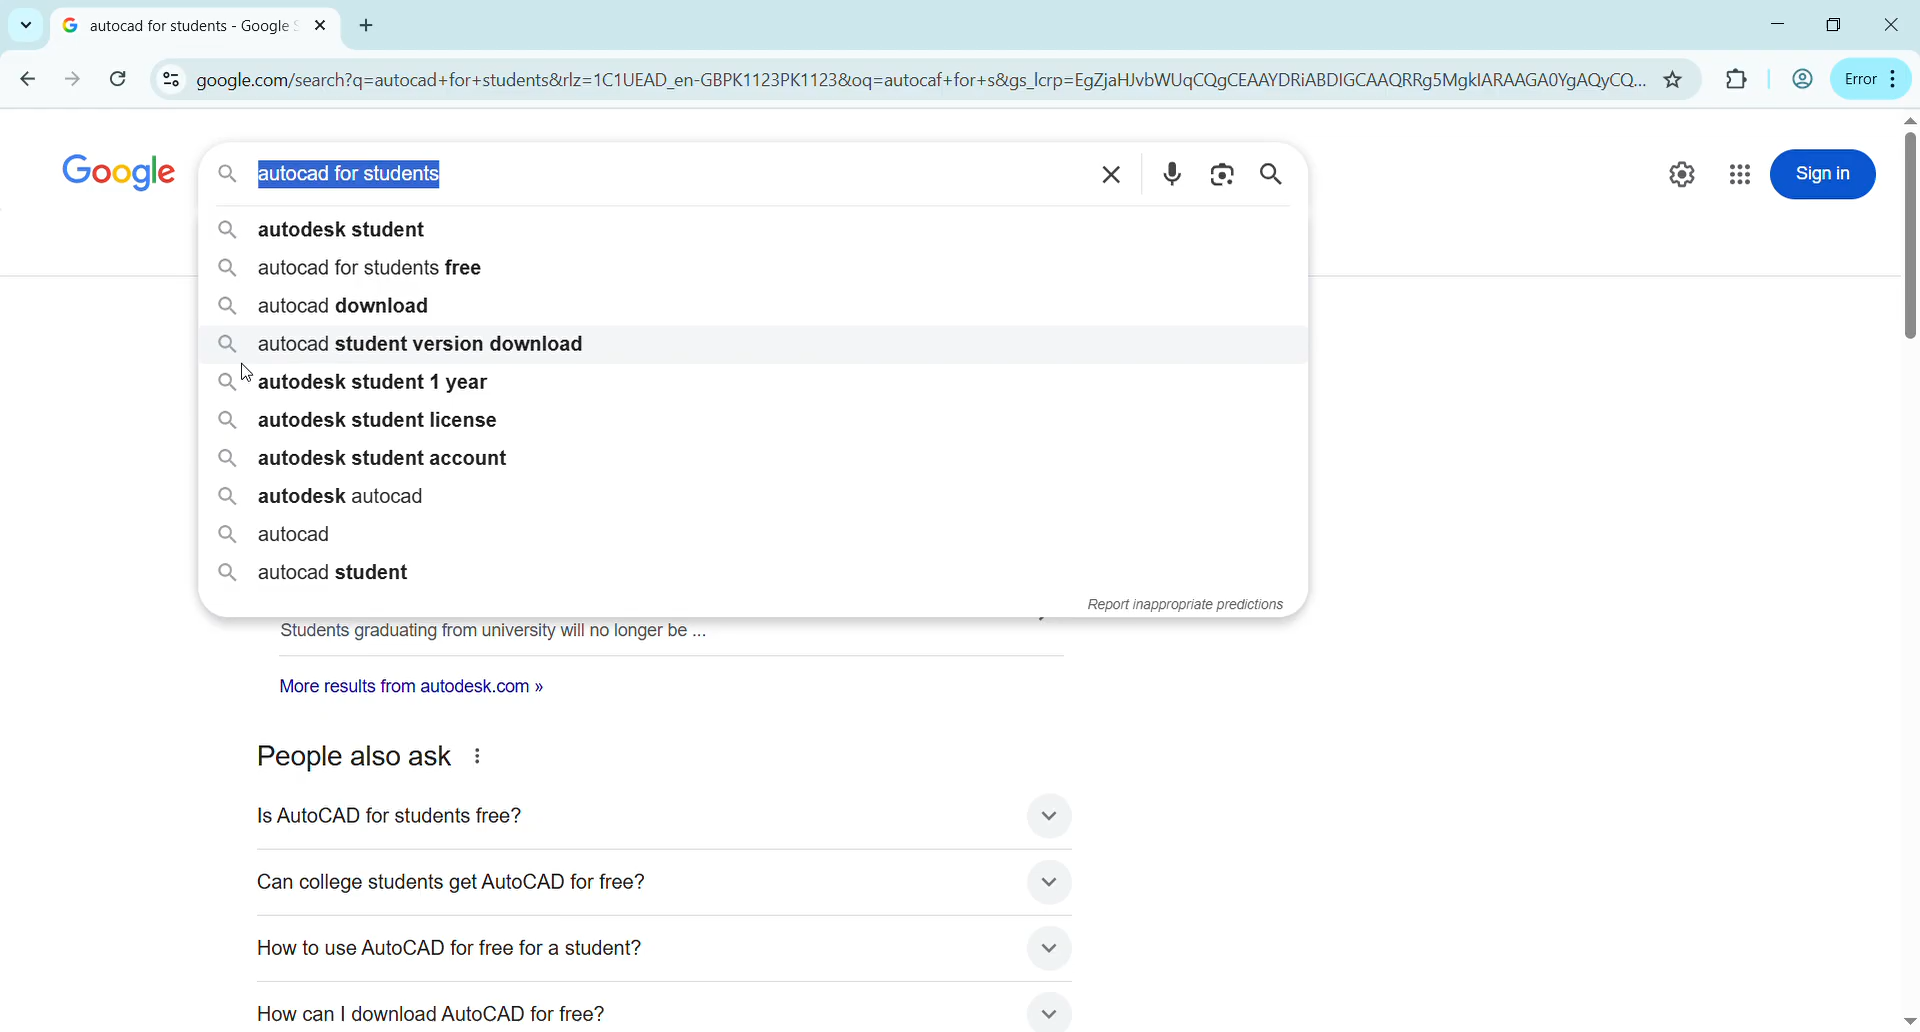 autocad for students - Google S
google.com/search?q=autocad+for+students&rlz=1C1UEAD_en-GBPK1123PK1123&oq=autocaf+for+s&gs_lcrp=EgZjaHJvbWUqCQgCEAAYDRiABDIGCAAQRRg5MgkIARAAGA0YgAQyCQ...
Error
Google
autocad for students
Sign in
autodesk student
autocad for students free
autocad download
autocad student version download
autodesk student 1 year
autodesk student license
autodesk student account
autodesk autocad
autocad
autocad student
Report inappropriate predictions
Students graduating from university will no longer be ...
More results from autodesk.com »
People also ask
Is AutoCAD for students free?
Can college students get AutoCAD for free?
How to use AutoCAD for free for a student?
How can I download AutoCAD for free?